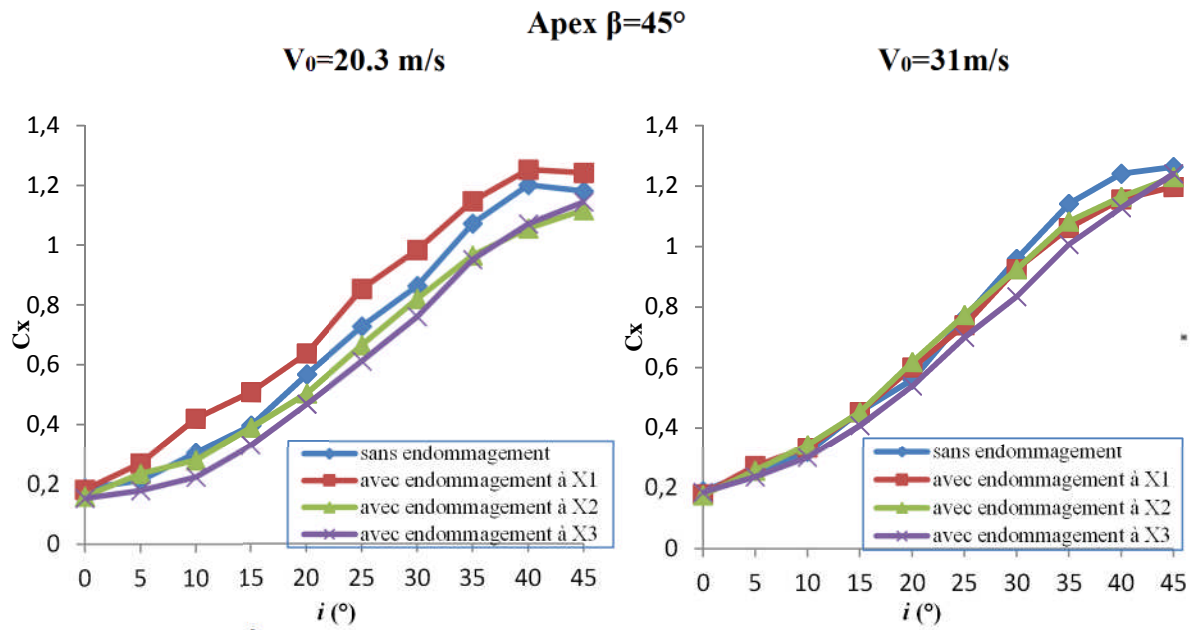 Apex β=45°
V₀=20.3 m/s
V₀=31m/s
1,4
1,2
1
0,8
0,6
0,4
0,2
0
Cx
0 5 10 15 20 25 30 35 40 45
i (°)
sans endommagement
avec endommagement à X1
avec endommagement à X2
avec endommagement à X3
1,4
1,2
1
0,8
0,6
0,4
0,2
0
Cx
0 5 10 15 20 25 30 35 40 45
i (°)
sans endommagement
avec endommagement à X1
avec endommagement à X2
avec endommagement à X3